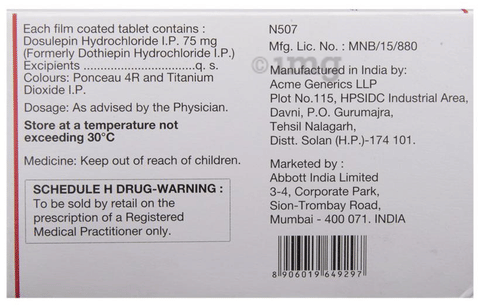 Each film coated tablet contains :
Dosulepin Hydrochloride I.P. 75 mg
(Formerly Dothiepin Hydrochloride I.P.)
Excipients ................................q. s.
Colours: Ponceau 4R and Titanium
Dioxide I.P.
Dosage: As advised by the Physician.
Store at a temperature not
exceeding 30°C
Medicine: Keep out of reach of children.
SCHEDULE H DRUG-WARNING :
To be sold by retail on the
prescription of a Registered
Medical Practitioner only.
N507
Mfg. Lic. No. : MNB/15/880
©1mg
Manufactured in India by:
Acme Generics LLP
Plot No.115, HPSIDC Industrial Area,
Davni, P.O. Gurumajra,
Tehsil Nalagarh,
Distt. Solan (H.P.)-174 101.
Marketed by :
Abbott India Limited
3-4, Corporate Park,
Sion-Trombay Road,
Mumbai - 400 071. INDIA
8 906019 649297